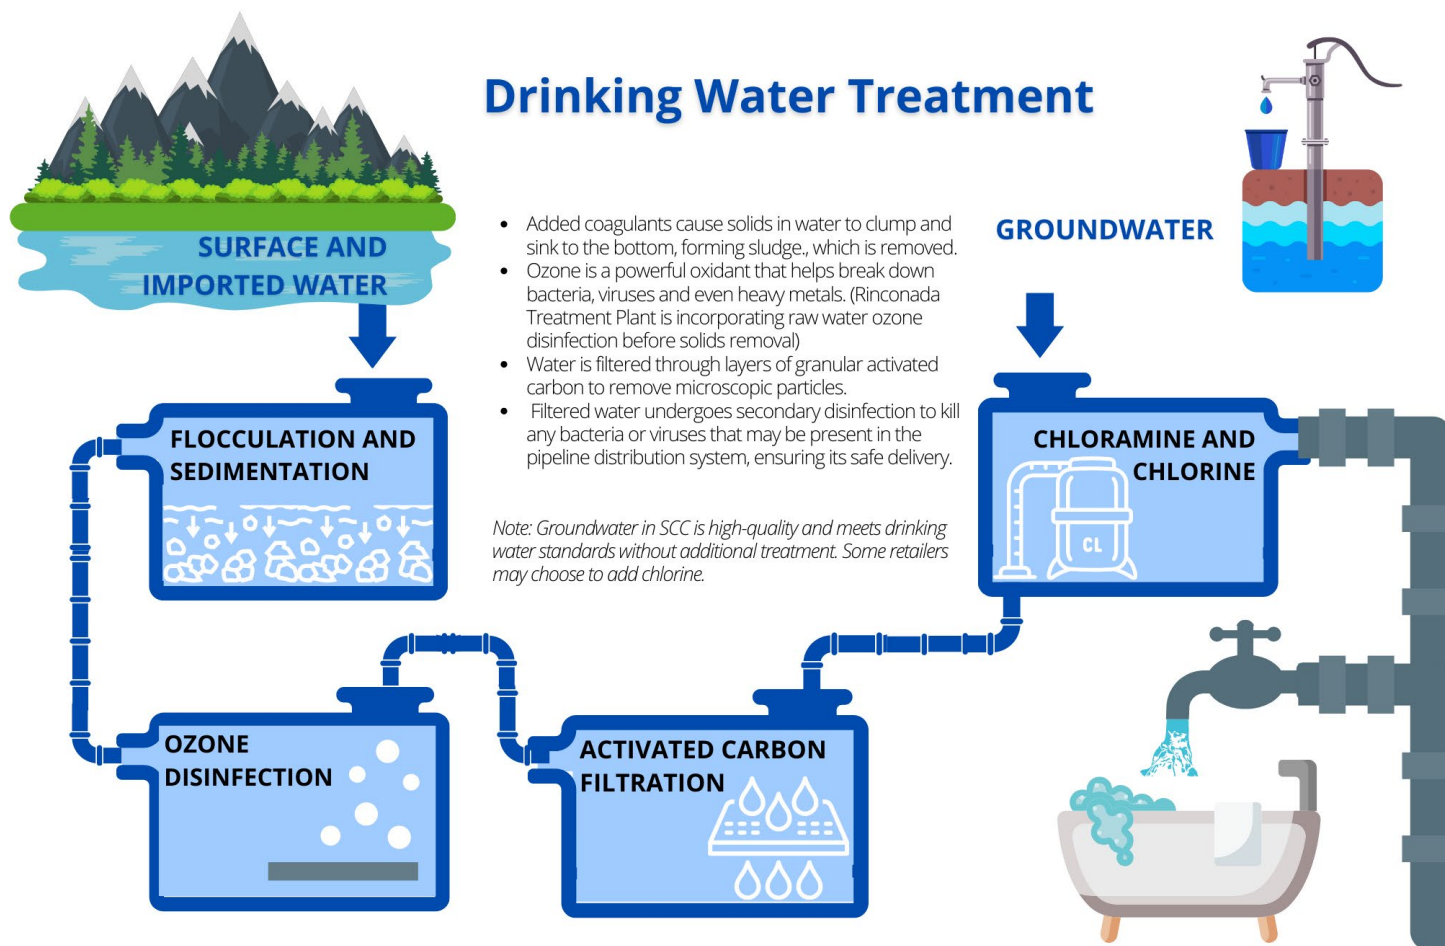 Drinking Water Treatment
SURFACE AND
IMPORTED WATER
• Added coagulants cause solids in water to clump and
sink to the bottom, forming sludge., which is removed.
• Ozone is a powerful oxidant that helps break down
bacteria, viruses and even heavy metals. (Rinconada
Treatment Plant is incorporating raw water ozone
disinfection before solids removal)
• Water is filtered through layers of granular activated
carbon to remove microscopic particles.
• Filtered water undergoes secondary disinfection to kill
any bacteria or viruses that may be present in the
pipeline distribution system, ensuring its safe delivery.
Note: Groundwater in SCC is high-quality and meets drinking
water standards without additional treatment. Some retailers
may choose to add chlorine.
GROUNDWATER
FLOCCULATION AND
SEDIMENTATION
OZONE
DISINFECTION
ACTIVATED CARBON
FILTRATION
CHLORAMINE AND
CHLORINE
CL